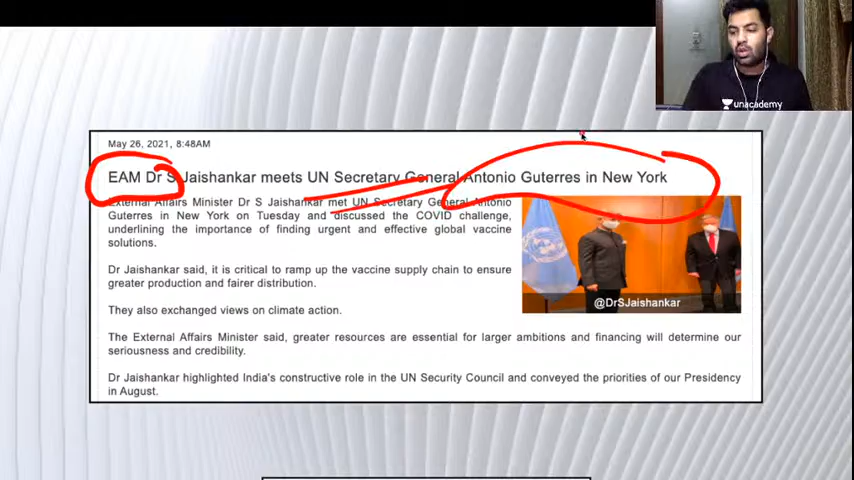 unacademy
May 26, 2021, 8:48AM
EAM Dr S Jaishankar meets UN Secretary General Antonio Guterres in New York
External Affairs Minister Dr S Jaishankar met UN Secretary General Antonio
Guterres in New York on Tuesday and discussed the COVID challenge,
underlining the importance of finding urgent and effective global vaccine
solutions.
Dr Jaishankar said, it is critical to ramp up the vaccine supply chain to ensure
greater production and fairer distribution.
@DrSJaishankar
They also exchanged views on climate action.
The External Affairs Minister said, greater resources are essential for larger ambitions and financing will determine our
seriousness and credibility.
Dr Jaishankar highlighted India's constructive role in the UN Security Council and conveyed the priorities of our Presidency
in August.